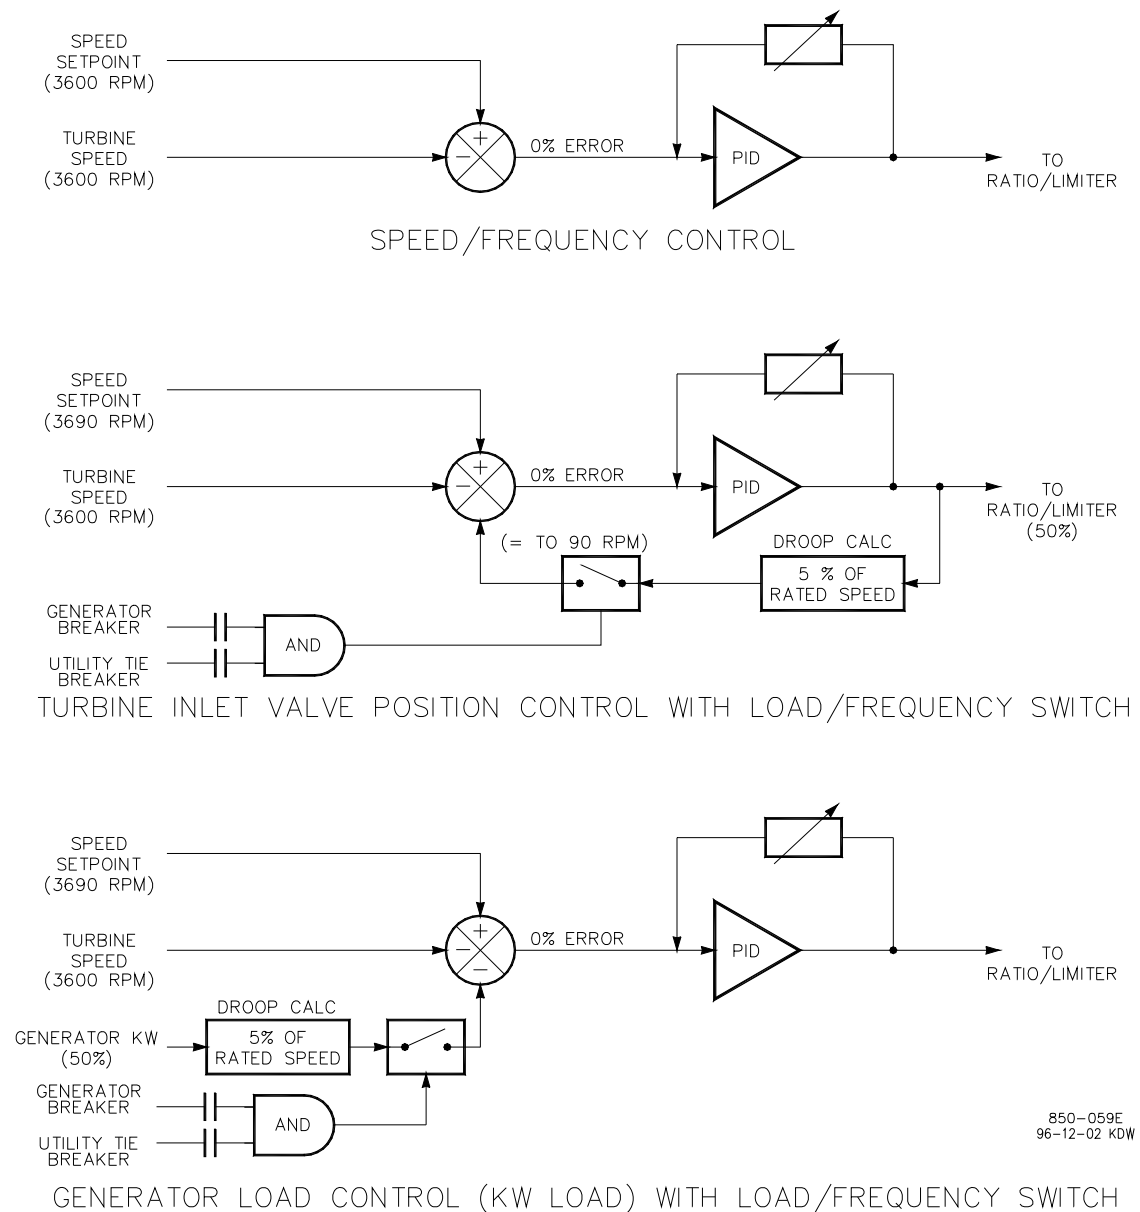 SPEED
SETPOINT
(3600 RPM)
+
TURBINE
SPEED
(3600 RPM)
−
0% ERROR
PID
TO
RATIO/LIMITER
SPEED/FREQUENCY CONTROL
SPEED
SETPOINT
(3690 RPM)
+
TURBINE
SPEED
(3600 RPM)
−
0% ERROR
PID
TO
RATIO/LIMITER
(50%)
(= TO 90 RPM)
DROOP CALC
5 % OF
RATED SPEED
GENERATOR
BREAKER
AND
UTILITY TIE
BREAKER
TURBINE INLET VALVE POSITION CONTROL WITH LOAD/FREQUENCY SWITCH
SPEED
SETPOINT
(3690 RPM)
+
TURBINE
SPEED
(3600 RPM)
−
−
0% ERROR
PID
TO
RATIO/LIMITER
DROOP CALC
GENERATOR KW
(50%)
5% OF
RATED SPEED
GENERATOR
BREAKER
AND
UTILITY TIE
BREAKER
850-059E
96-12-02 KDW
GENERATOR LOAD CONTROL (KW LOAD) WITH LOAD/FREQUENCY SWITCH